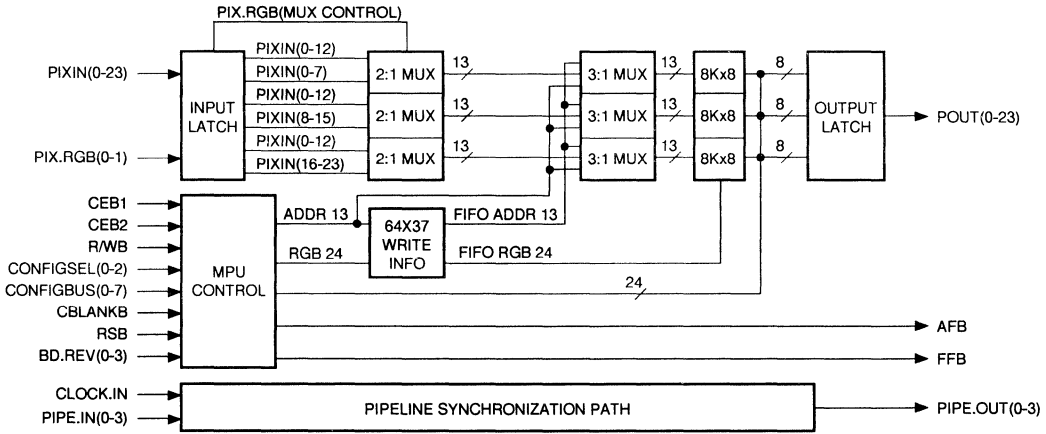 PIX.RGB(MUX CONTROL)
PIXIN(0-23)
PIX.RGB(0-1)
INPUT
LATCH
PIXIN(0-12)
PIXIN(0-7)
PIXIN(0-12)
PIXIN(8-15)
PIXIN(0-12)
PIXIN(16-23)
2:1 MUX
2:1 MUX
2:1 MUX
13
13
13
3:1 MUX
3:1 MUX
3:1 MUX
13
13
13
8Kx8
8Kx8
8Kx8
8
8
8
OUTPUT
LATCH
POUT(0-23)
CEB1
CEB2
R/WB
CONFIGSEL(0-2)
CONFIGBUS(0-7)
CBLANKB
RSB
BD.REV(0-3)
MPU
CONTROL
ADDR 13
RGB 24
64X37
WRITE
INFO
FIFO ADDR 13
FIFO RGB 24
24
AFB
FFB
CLOCK.IN
PIPE.IN(0-3)
PIPELINE SYNCHRONIZATION PATH
PIPE.OUT(0-3)